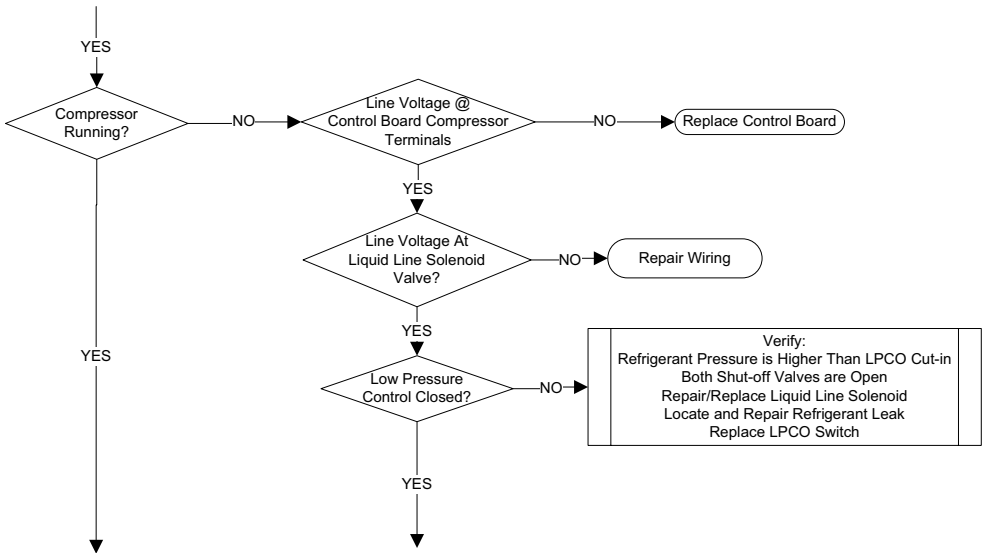 YES
Compressor
Running?
NO
Line Voltage @
Control Board Compressor
Terminals
NO
Replace Control Board
YES
Line Voltage At
Liquid Line Solenoid
Valve?
NO
Repair Wiring
YES
YES
Low Pressure
Control Closed?
NO
Verify:
Refrigerant Pressure is Higher Than LPCO Cut-in
Both Shut-off Valves are Open
Repair/Replace Liquid Line Solenoid
Locate and Repair Refrigerant Leak
Replace LPCO Switch
YES